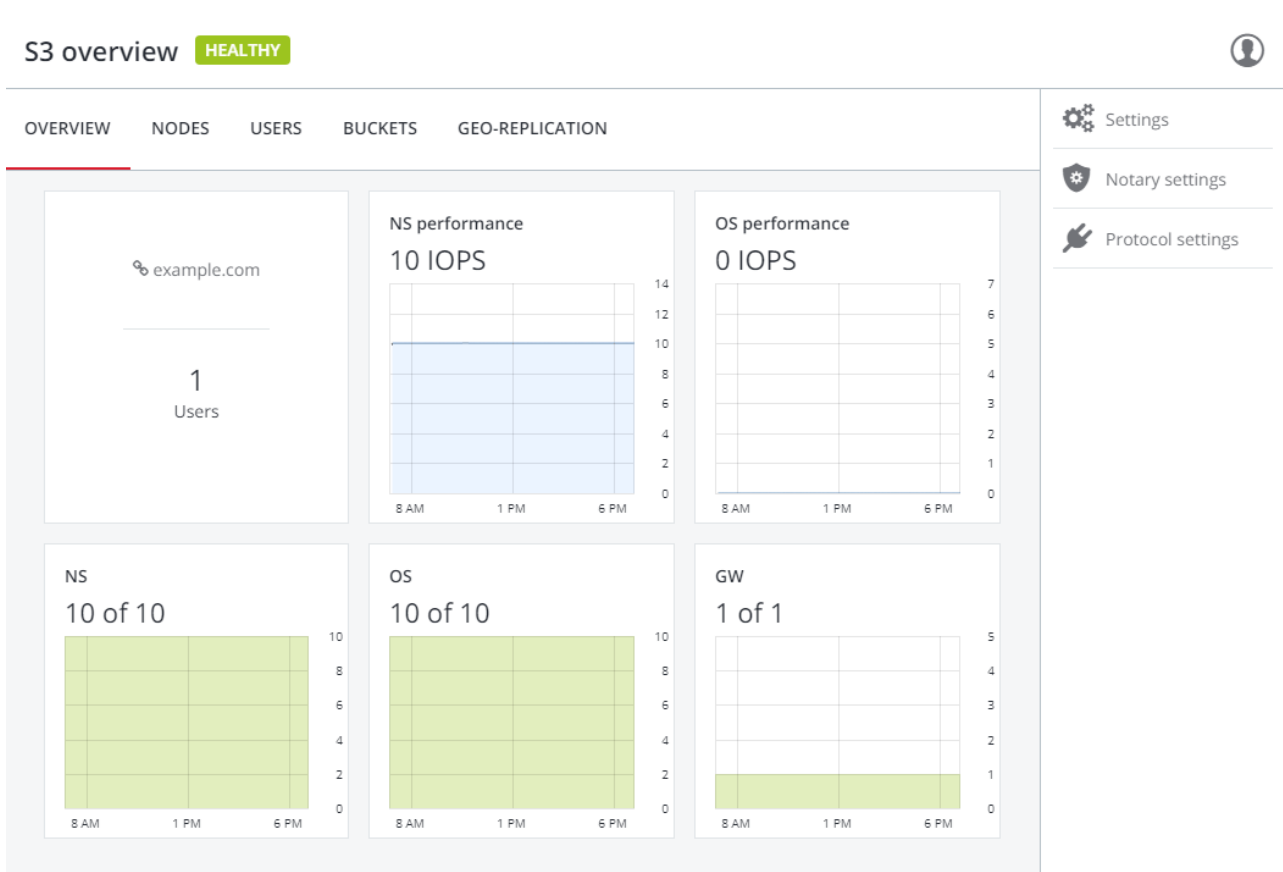 S3 overview HEALTHY
OVERVIEW NODES USERS BUCKETS GEO-REPLICATION
Settings
Notary settings
Protocol settings
example.com
1
Users
NS performance
10 IOPS
14
12
10
8
6
4
2
0
8 AM 1 PM 6 PM
OS performance
0 IOPS
7
6
5
4
3
2
1
0
8 AM 1 PM 6 PM
NS
10 of 10
10
8
6
4
2
0
8 AM 1 PM 6 PM
OS
10 of 10
10
8
6
4
2
0
8 AM 1 PM 6 PM
GW
1 of 1
5
4
3
2
1
0
8 AM 1 PM 6 PM